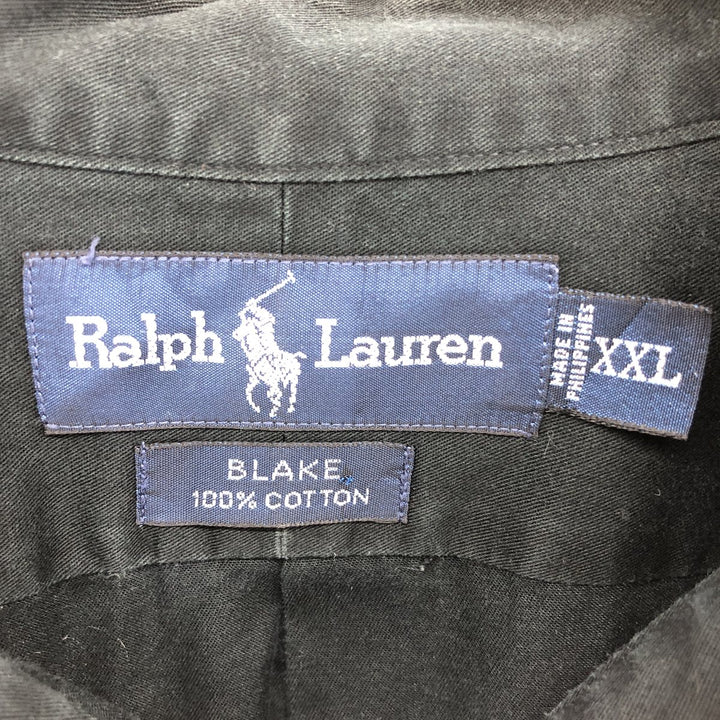 Ralph Lauren
MADE IN
PHILIPPINES
XXL
BLAKE
100% COTTON